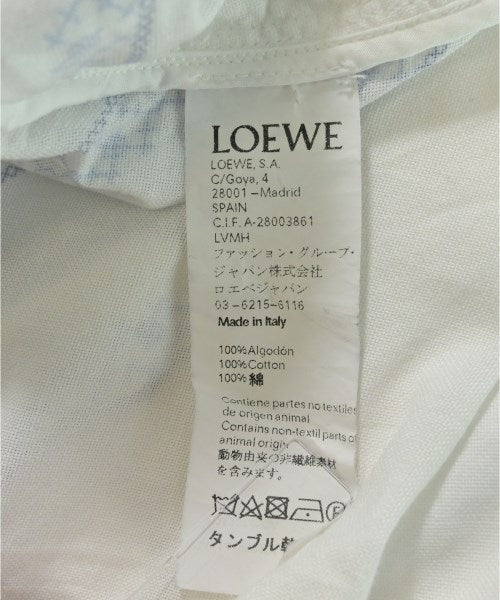 LOEWE
LOEWE, S.A.
C/Goya, 4
28001 – Madrid
SPAIN
C.I.F. A-28003861
LVMH
ファッション・グループ・
ジャパン株式会社
ロエベジャパン
03-6215-6116
Made in Italy
100%Algodón
100%Cotton
100% 綿
Contiene partes no textiles
de origen animal
Contains non-textil parts of
animal origin
動物由来の非繊維素状
を含みます。
タンブル乾